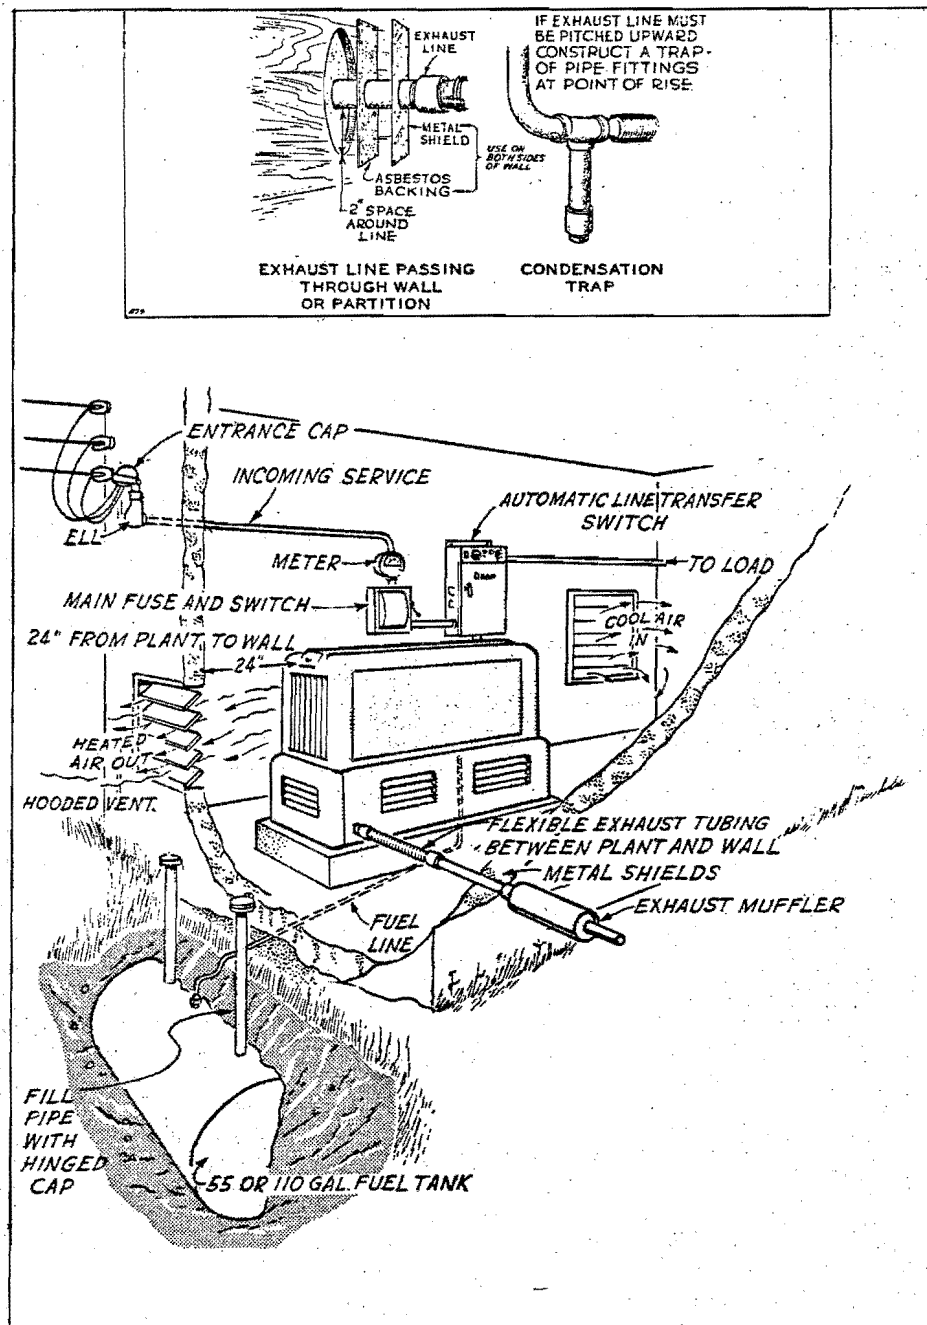 EXHAUST
LINE
METAL
SHIELD
USE ON
BOTH SIDES
OF WALL
ASBESTOS
BACKING
2" SPACE
AROUND
LINE
EXHAUST LINE PASSING
THROUGH WALL
OR PARTITION
IF EXHAUST LINE MUST
BE PITCHED UPWARD
CONSTRUCT A TRAP
OF PIPE FITTINGS
AT POINT OF RISE
CONDENSATION
TRAP
ENTRANCE CAP
INCOMING SERVICE
ELL
AUTOMATIC LINE TRANSFER
SWITCH
METER
TO LOAD
MAIN FUSE AND SWITCH
24" FROM PLANT TO WALL
24"
COOL AIR
IN
HEATED
AIR OUT
HOODED VENT.
FLEXIBLE EXHAUST TUBING
BETWEEN PLANT AND WALL
METAL SHIELDS
EXHAUST MUFFLER
FUEL
LINE
FILL
PIPE
WITH
HINGED
CAP
55 OR 110 GAL. FUEL TANK